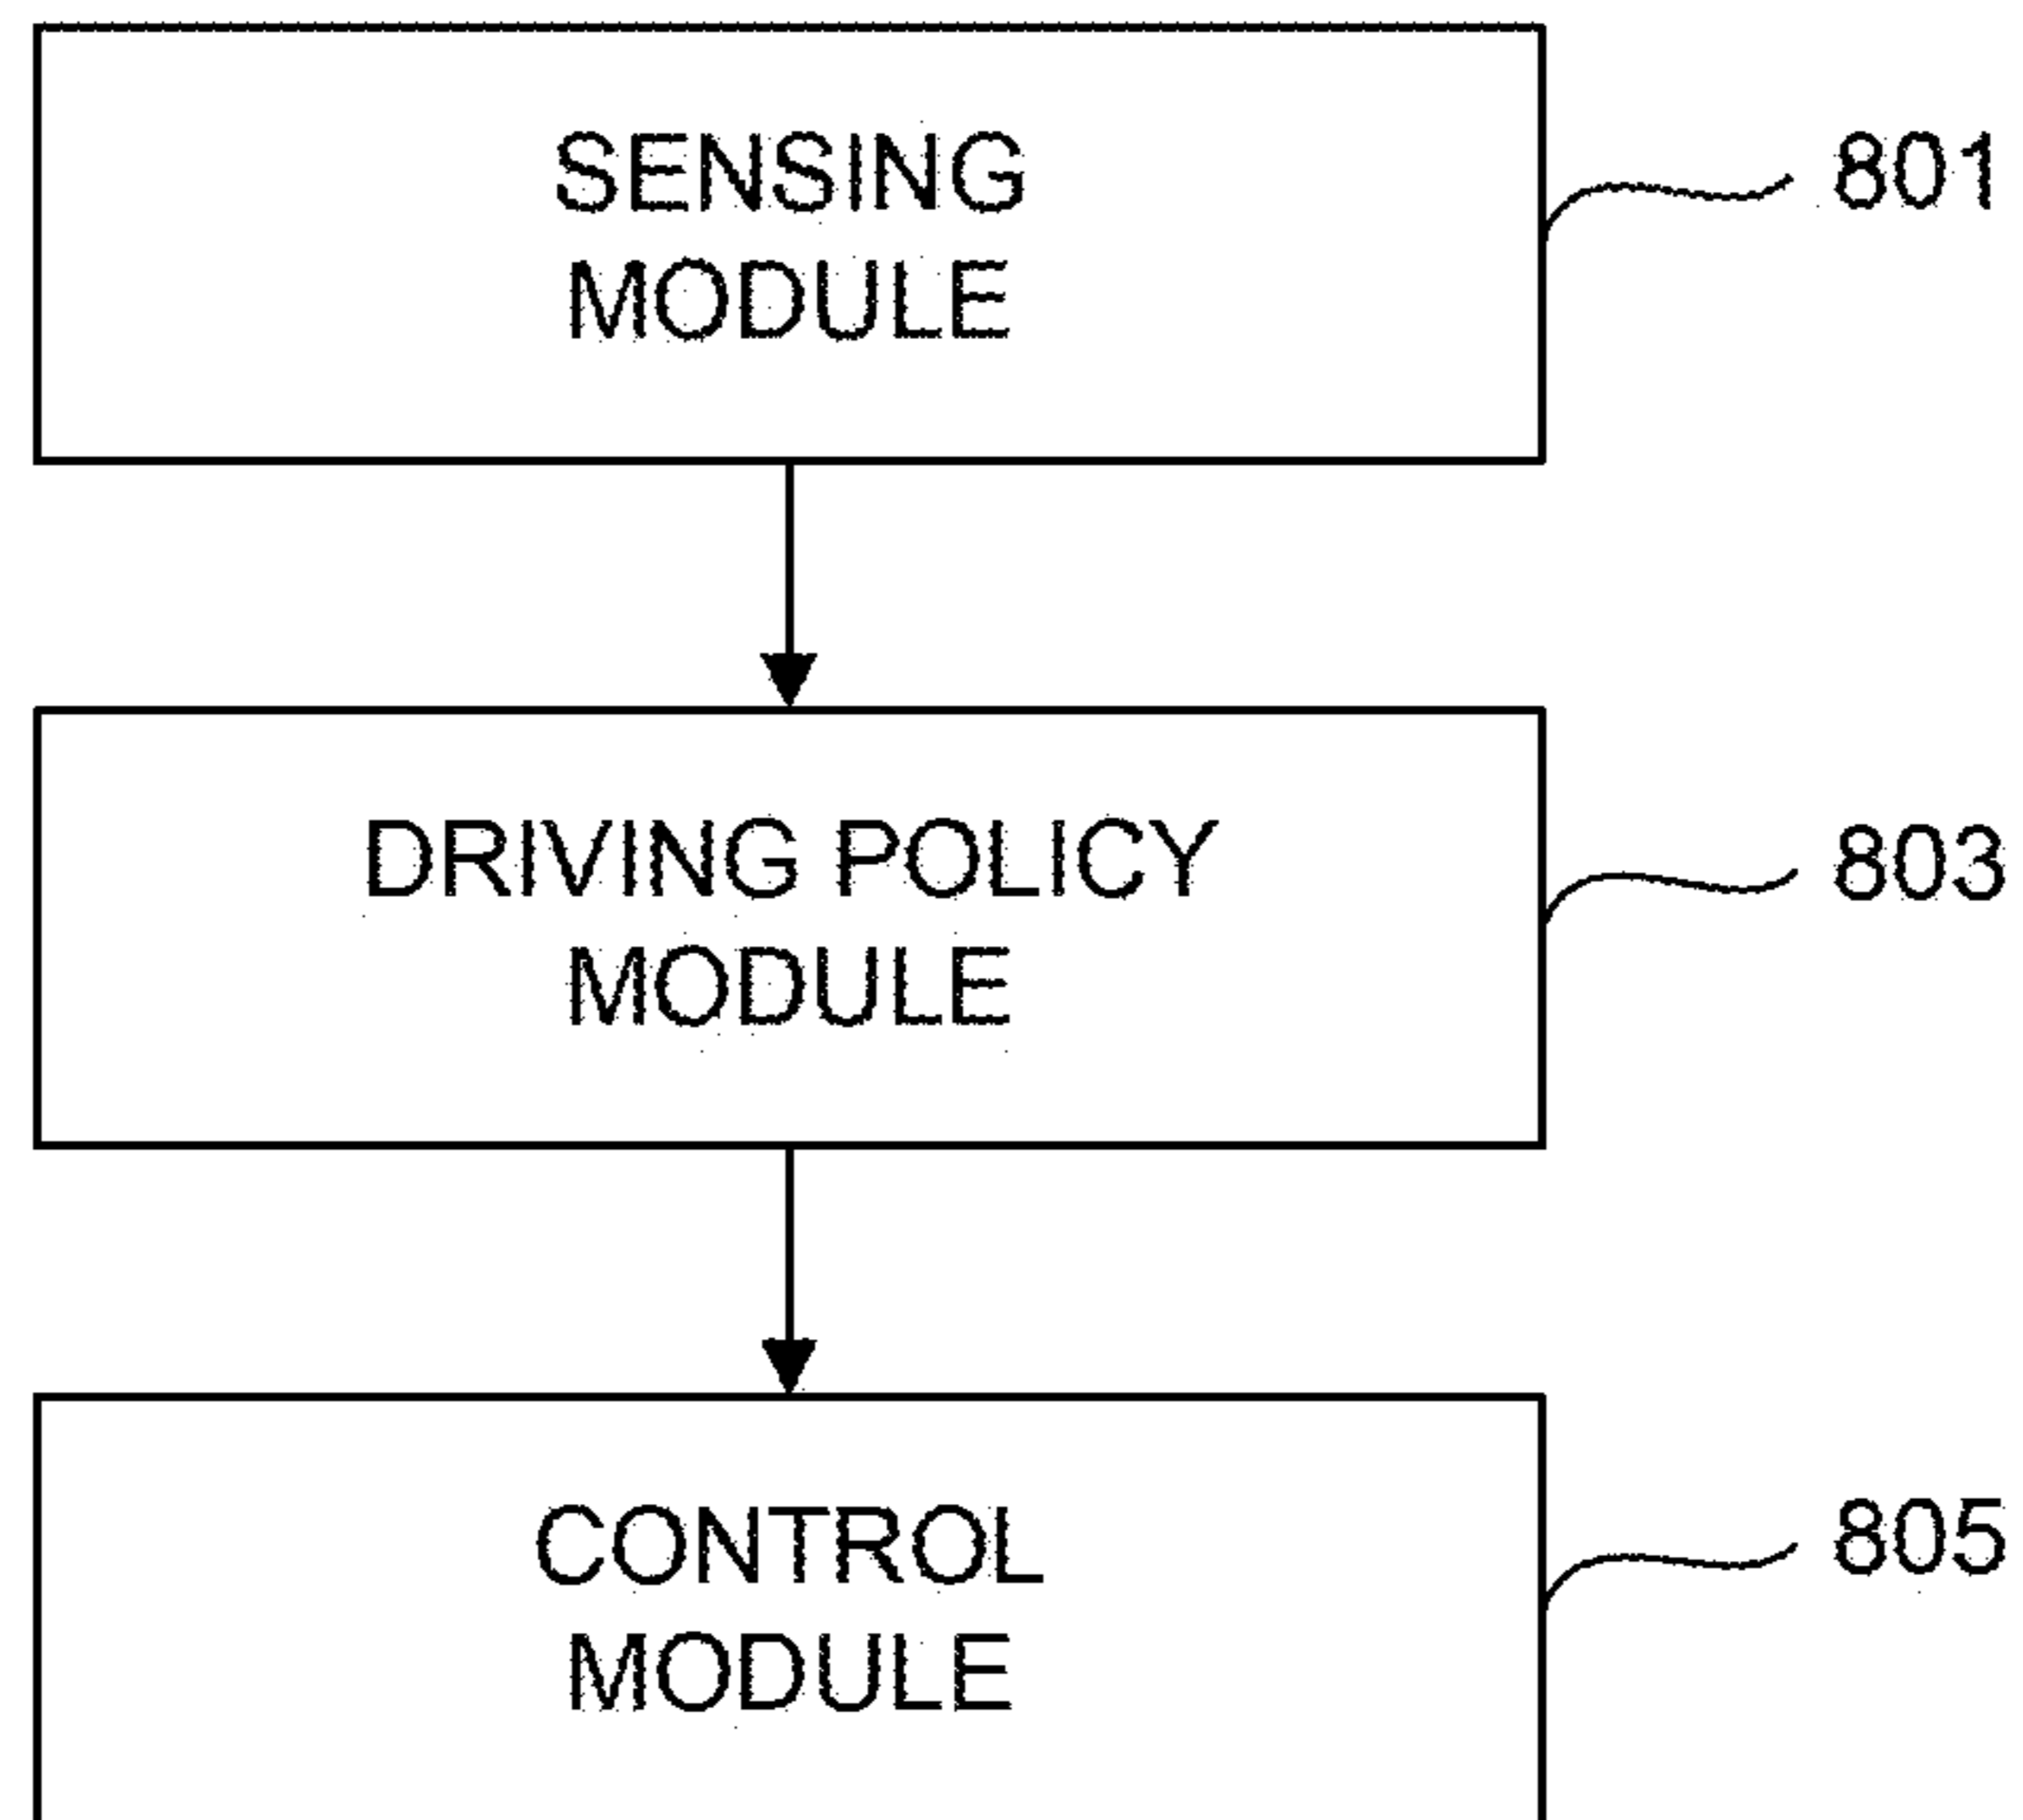 SENSING
MODULE
801
DRIVING POLICY
MODULE
803
CONTROL
MODULE
805